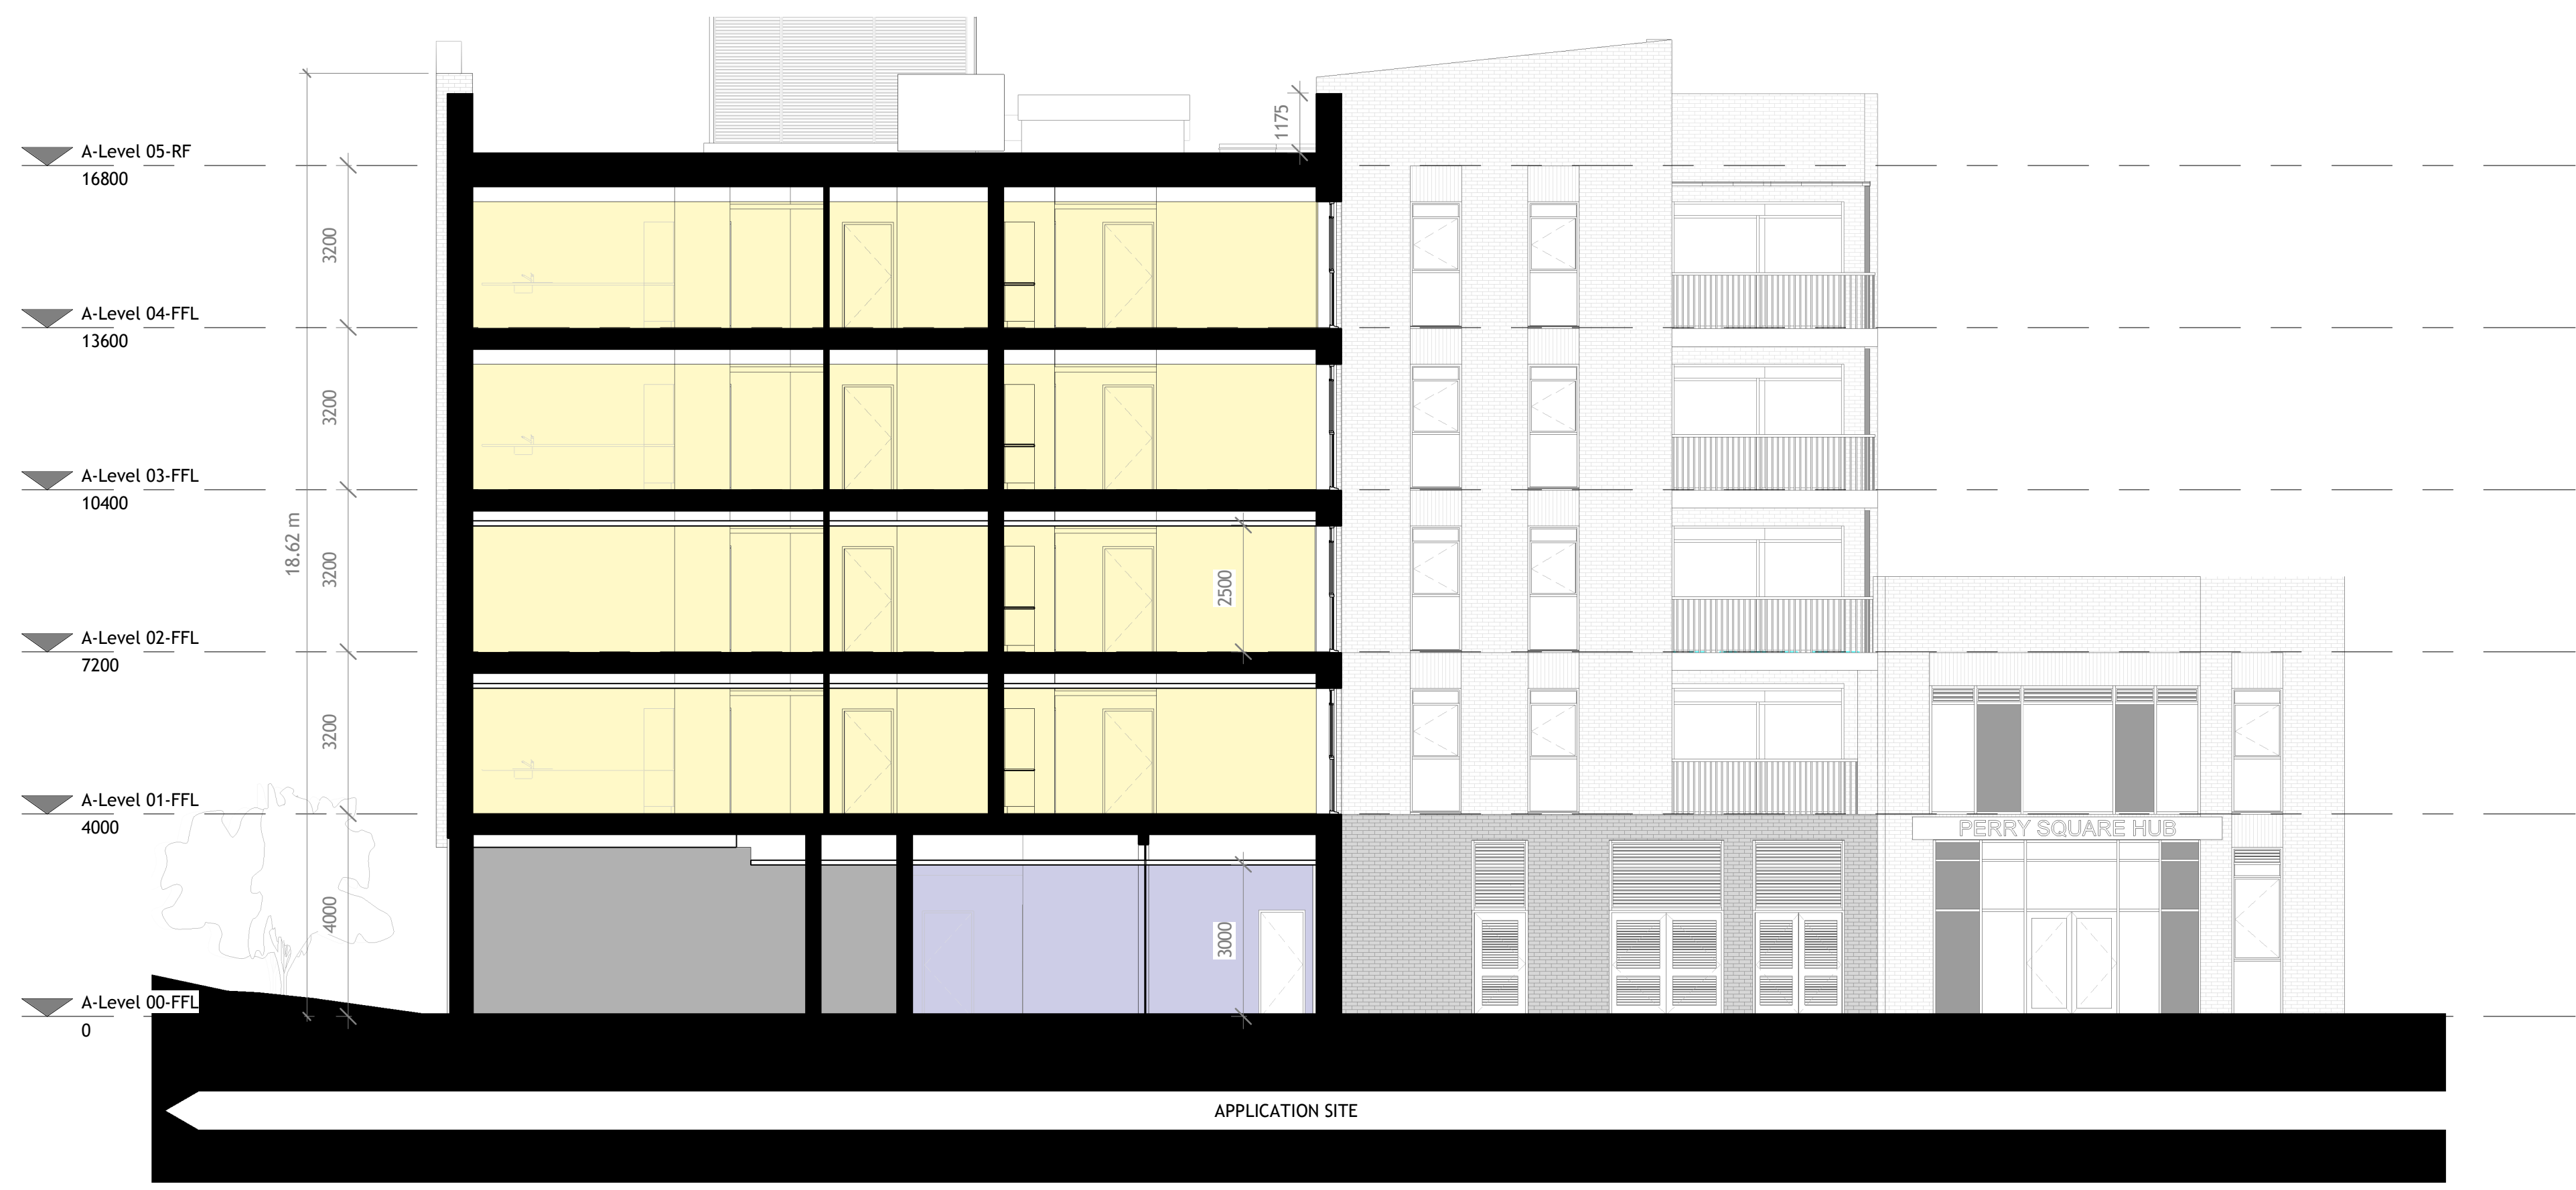 1175
A-Level 05-RF
16800
3200
A-Level 04-FFL
13600
3200
A-Level 03-FFL
10400
18.62 m
3200
2500
A-Level 02-FFL
7200
3200
A-Level 01-FFL
4000
PERRY SQUARE HUB
4000
3000
A-Level 00-FFL
0
APPLICATION SITE